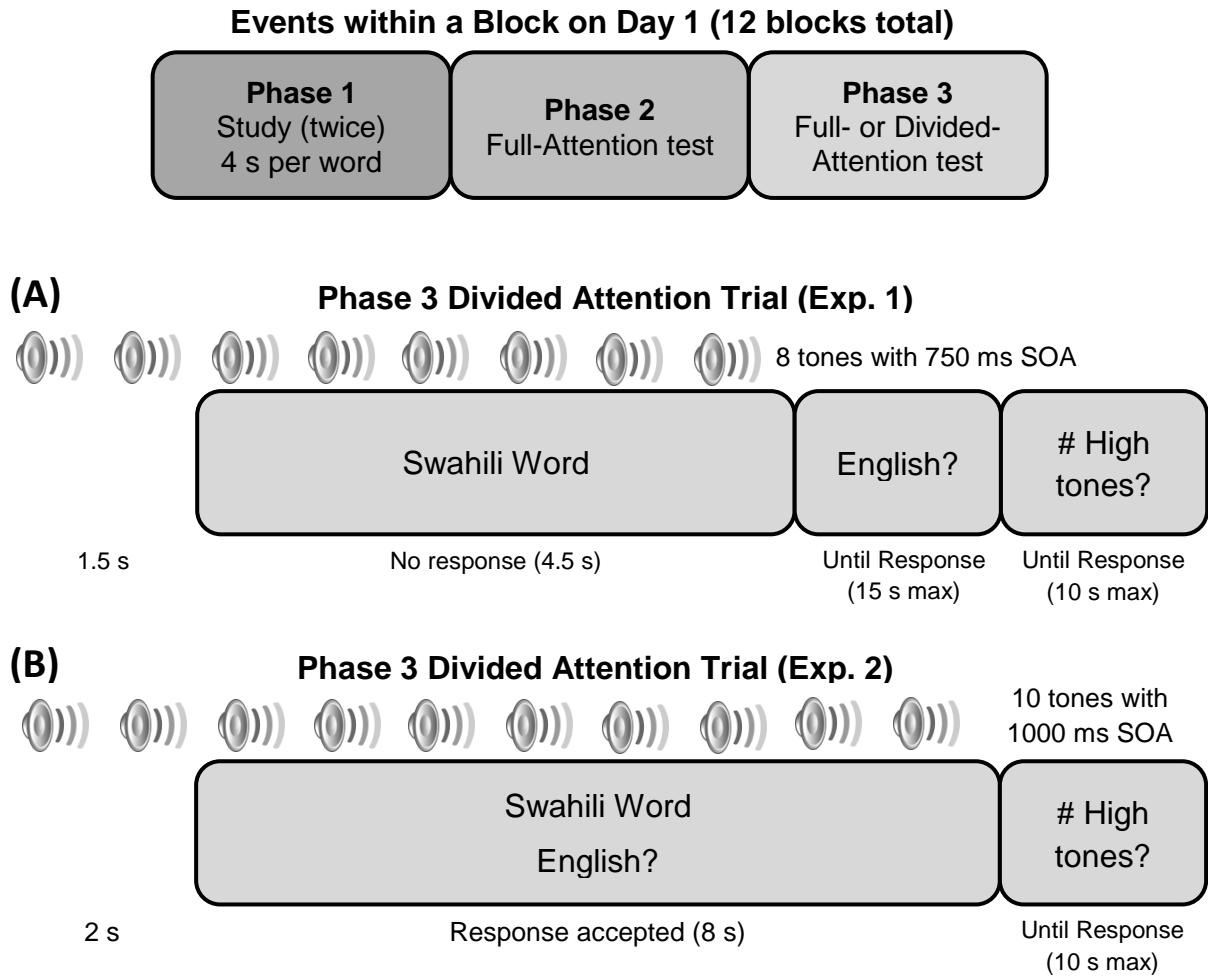 Events within a Block on Day 1 (12 blocks total)
Phase 1
Study (twice)
4 s per word
Phase 2
Full-Attention test
Phase 3
Full- or Divided-
Attention test
(A)
Phase 3 Divided Attention Trial (Exp. 1)
8 tones with 750 ms SOA
Swahili Word
English?
# High
tones?
1.5 s
No response (4.5 s)
Until Response
(15 s max)
Until Response
(10 s max)
(B)
Phase 3 Divided Attention Trial (Exp. 2)
10 tones with
1000 ms SOA
Swahili Word
English?
# High
tones?
2 s
Response accepted (8 s)
Until Response
(10 s max)